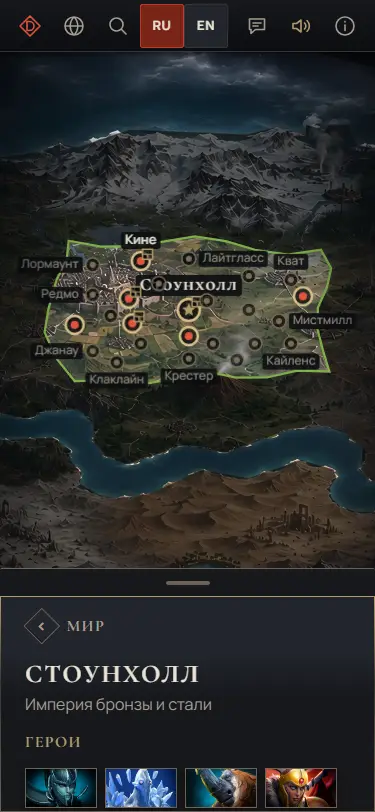 RU EN
Кине
Лормаунт
Лайтгласс
Кват
Редмо
Стоунхолл
Мистмилл
Джанау
Кайленс
Клаклайн
Крестер
МИР
СТОУНХОЛЛ
Империя бронзы и стали
ГЕРОИ